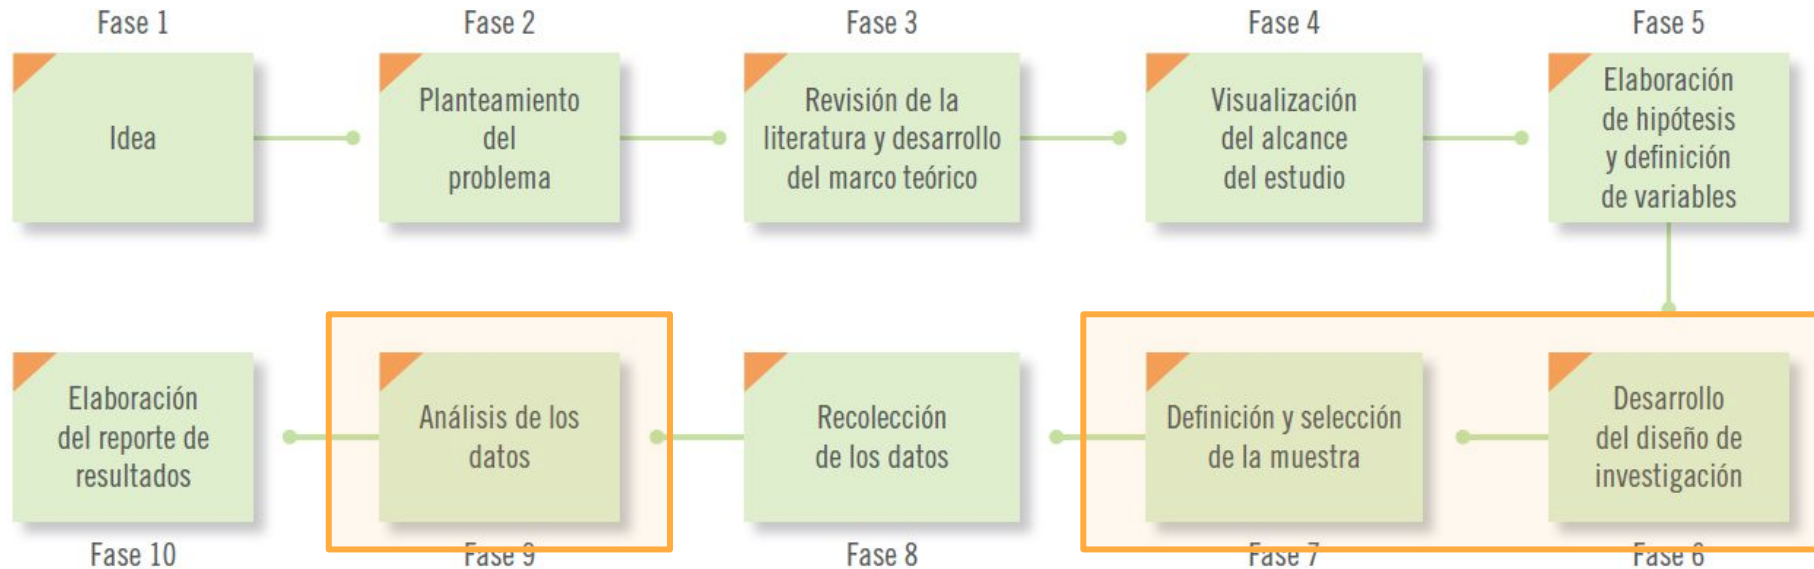 Fase 1
Idea
Fase 2
Planteamiento
del
problema
Fase 3
Revisión de la
literatura y desarrollo
del marco teórico
Fase 4
Visualización
del alcance
del estudio
Fase 5
Elaboración
de hipótesis
y definición
de variables
Elaboración
del reporte de
resultados
Fase 10
Análisis de los
datos
Fase 9
Recolección
de los datos
Fase 8
Definición y selección
de la muestra
Fase 7
Desarrollo
del diseño de
investigación
Fase 6